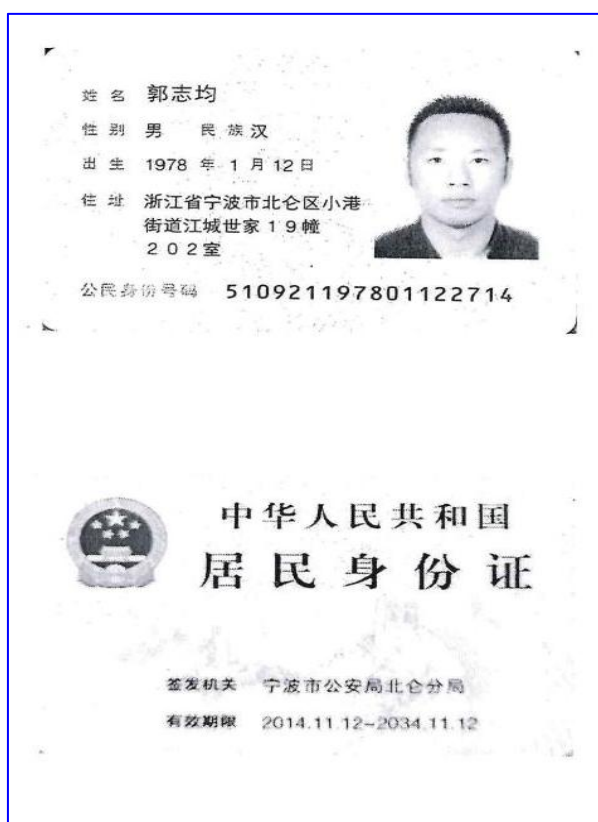 姓名 郭志均
性别 男 民族汉
出生 1978 年 1 月 12 日
住址 浙江省宁波市北仑区小港
街道江城世家19幢
202室
公民身份号码 510921197801122714
中华人民共和国
居民身份证
签发机关 宁波市公安局北仑分局
有效期限 2014.11.12-2034.11.12